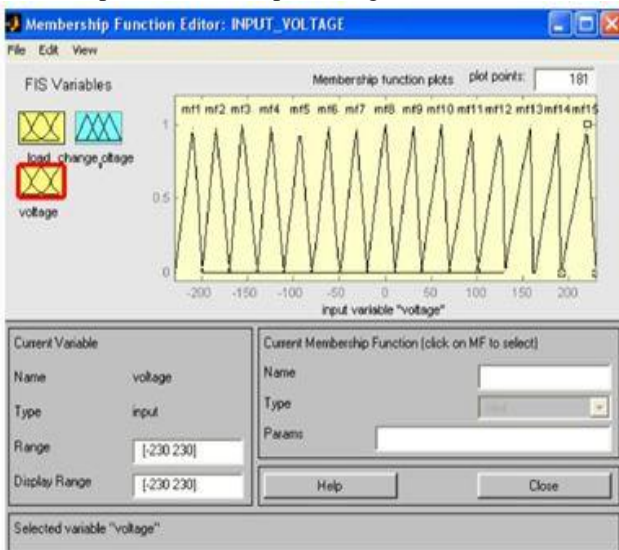 Membership Function Editor: INPUT_VOLTAGE
File Edit View
FIS Variables
Membership function plots plot points: 181
mf1 mf2 mf3 mf4 mf5 mf6 mf7 mf8 mf9 mf10 mf11 mf12 mf13 mf14 mf15
1
load_change
voltage
0.5
0
-200 -150 -100 -50 0 50 100 150 200
input variable "voltage"
Current Variable
Name voltage
Type input
Range [-230 230]
Display Range [-230 230]
Current Membership Function (click on MF to select)
Name
Type
Params
Help Close
Selected variable "voltage"